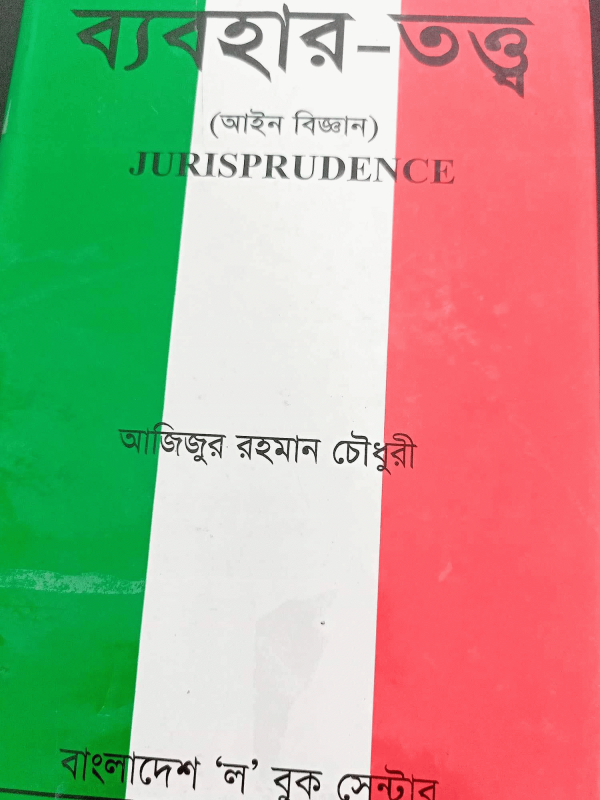 ব্যবহার-তত্ত্ব
(আইন বিজ্ঞান)
JURISPRUDENCE
আজিজুর রহমান চৌধুরী
বাংলাদেশ ‘ল’ বুক সেন্টার